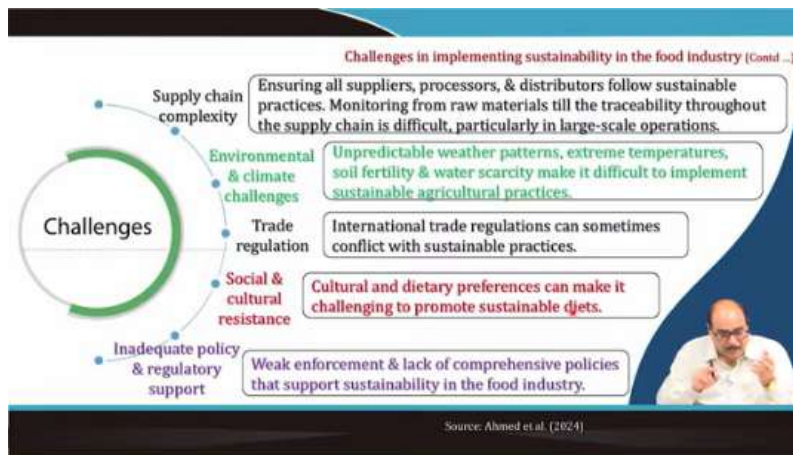 Challenges in implementing sustainability in the food industry (Contd ...)
Challenges
Supply chain
complexity
Ensuring all suppliers, processors, & distributors follow sustainable
practices. Monitoring from raw materials till the traceability throughout
the supply chain is difficult, particularly in large-scale operations.
Environmental
& climate
challenges
Unpredictable weather patterns, extreme temperatures,
soil fertility & water scarcity make it difficult to implement
sustainable agricultural practices.
Trade
regulation
International trade regulations can sometimes
conflict with sustainable practices.
Social &
cultural
resistance
Cultural and dietary preferences can make it
challenging to promote sustainable diets.
Inadequate policy
& regulatory
support
Weak enforcement & lack of comprehensive policies
that support sustainability in the food industry.
Source: Ahmed et al. (2024)